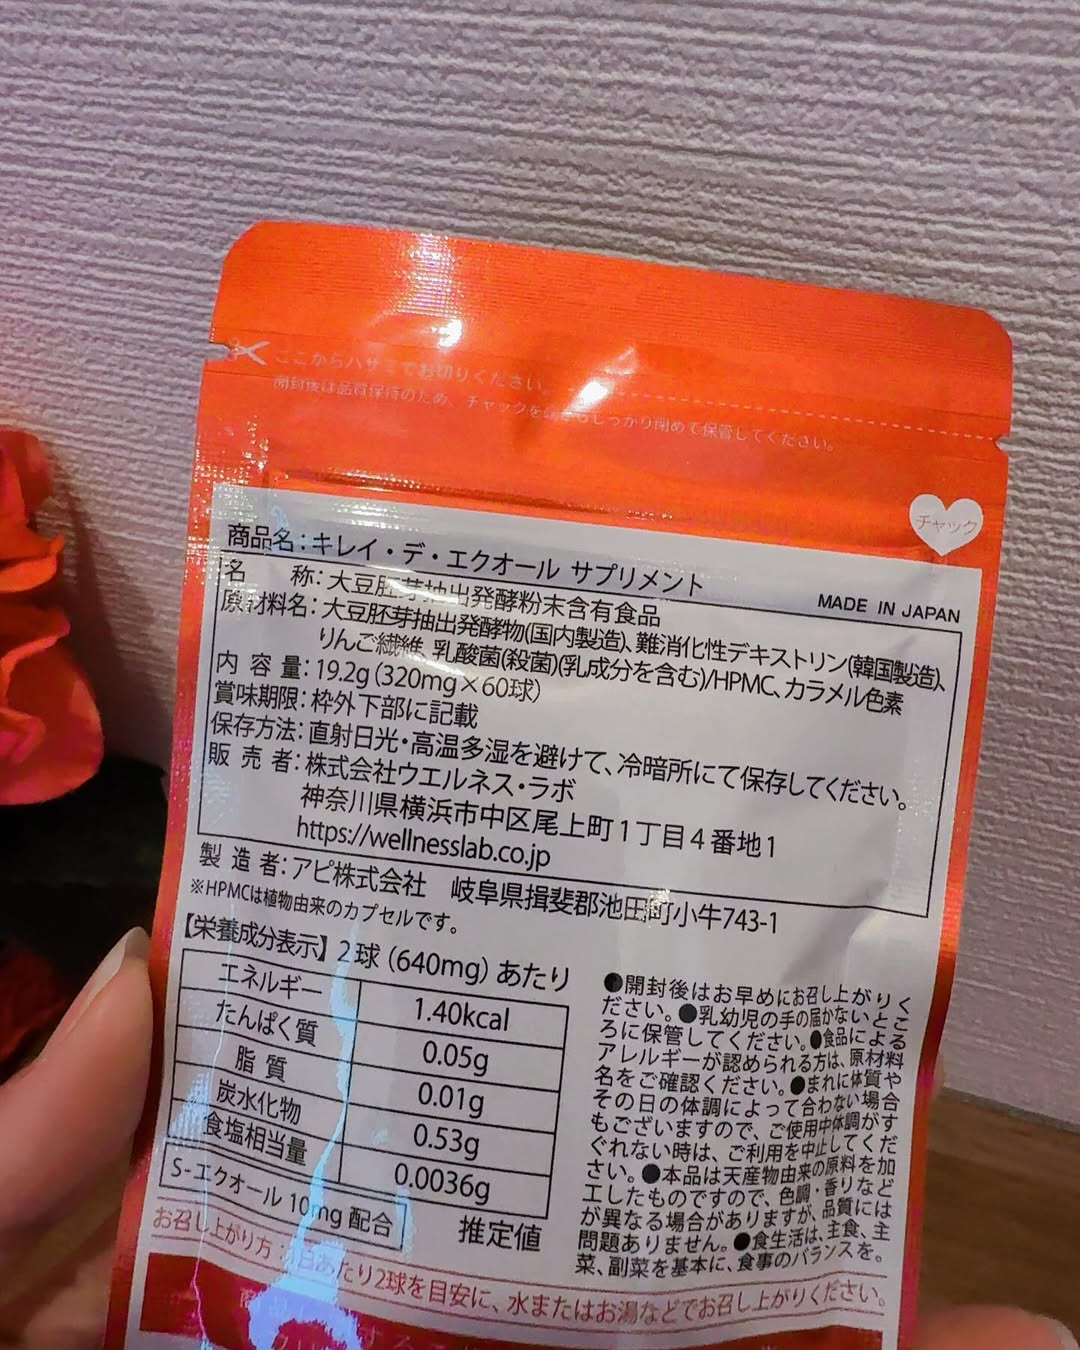 ここからハサミでお切りください。
開封後は品質保持のため、チャックを しっかり閉めて保管してください。
チャック
商品名：キレイ・デ・エクオール サプリメント
MADE IN JAPAN
名 称：大豆胚芽抽出発酵粉末含有食品
原材料名：大豆胚芽抽出発酵物(国内製造)、難消化性デキストリン(韓国製造)、
りんご繊維、乳酸菌(殺菌)(乳成分を含む)/HPMC、カラメル色素
内容量：19.2g（320mg×60球）
賞味期限：枠外下部に記載
保存方法：直射日光・高温多湿を避けて、冷暗所にて保存してください。
販売者：株式会社ウエルネス・ラボ
神奈川県横浜市中区尾上町1丁目4番地1
https://wellnesslab.co.jp
製造者：アピ株式会社 岐阜県揖斐郡池田町小牛743-1
※HPMCは植物由来のカプセルです。
【栄養成分表示】2球（640mg）あたり
エネルギー 1.40kcal
たんぱく質 0.05g
脂質 0.01g
炭水化物 0.53g
食塩相当量 0.0036g
S-エクオール 10mg 配合
推定値
●開封後はお早めにお召し上がりく
ださい。●乳幼児の手の届かないとこ
ろに保管してください。●食品による
アレルギーが認められる方は、原材料
名をご確認ください。●まれに体質や
その日の体調によって合わない場合
もございますので、ご使用中体調がす
ぐれない時は、ご利用を中止してくだ
さい。●本品は天産物由来の原料を加
工したものですので、色調・香りなど
が異なる場合がありますが、品質には
問題ありません。●食生活は、主食、主
菜、副菜を基本に、食事のバランスを。
お召し上がり方：1日あたり2球を目安に、水またはお湯などでお召し上がりください。